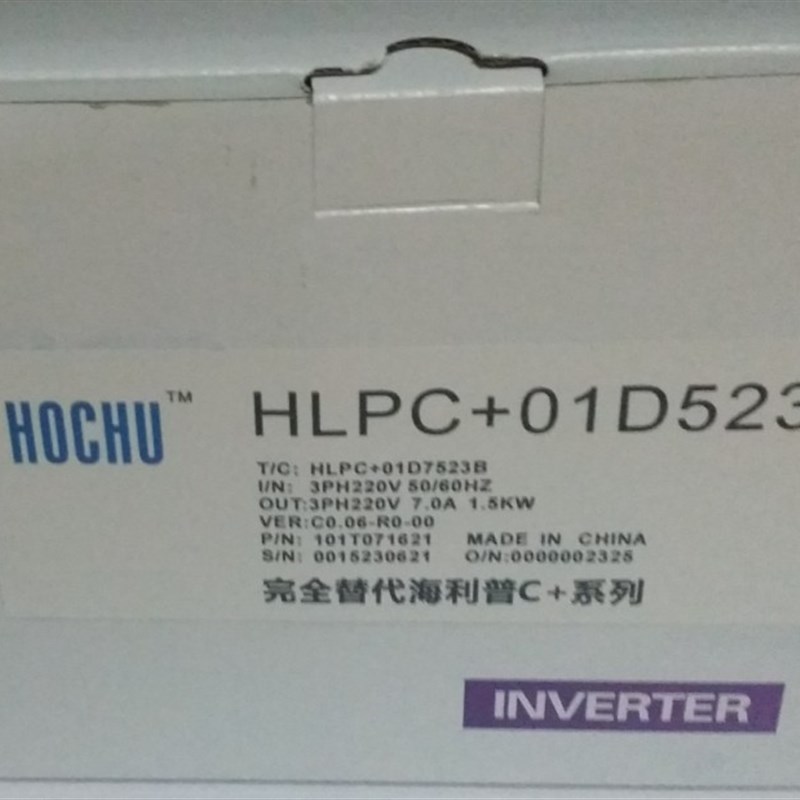 HOCHU™
HLPC+01D523
T/C: HLPC+01D7523B
I/N: 3PH220V 50/60HZ
OUT:3PH220V 7.0A 1.5KW
VER:C0.06-R0-00
P/N: 101T071621 MADE IN CHINA
S/N: 0015230621 O/N:0000002325
完全替代海利普C+系列
INVERTER